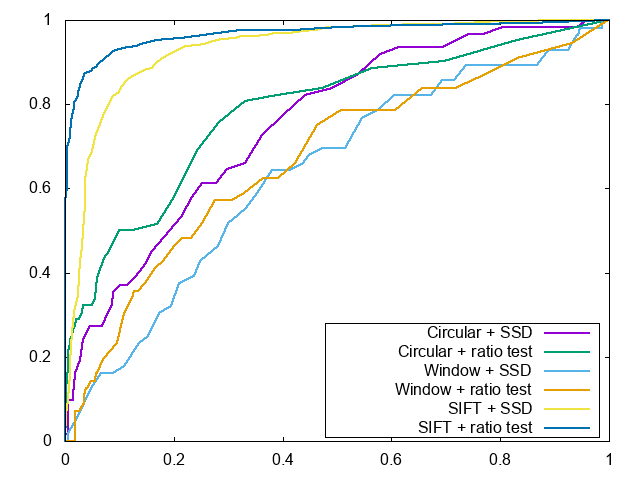 1
0.8
0.6
0.4
0.2
0
Circular + SSD
Circular + ratio test
Window + SSD
Window + ratio test
SIFT + SSD
SIFT + ratio test
0 0.2 0.4 0.6 0.8 1